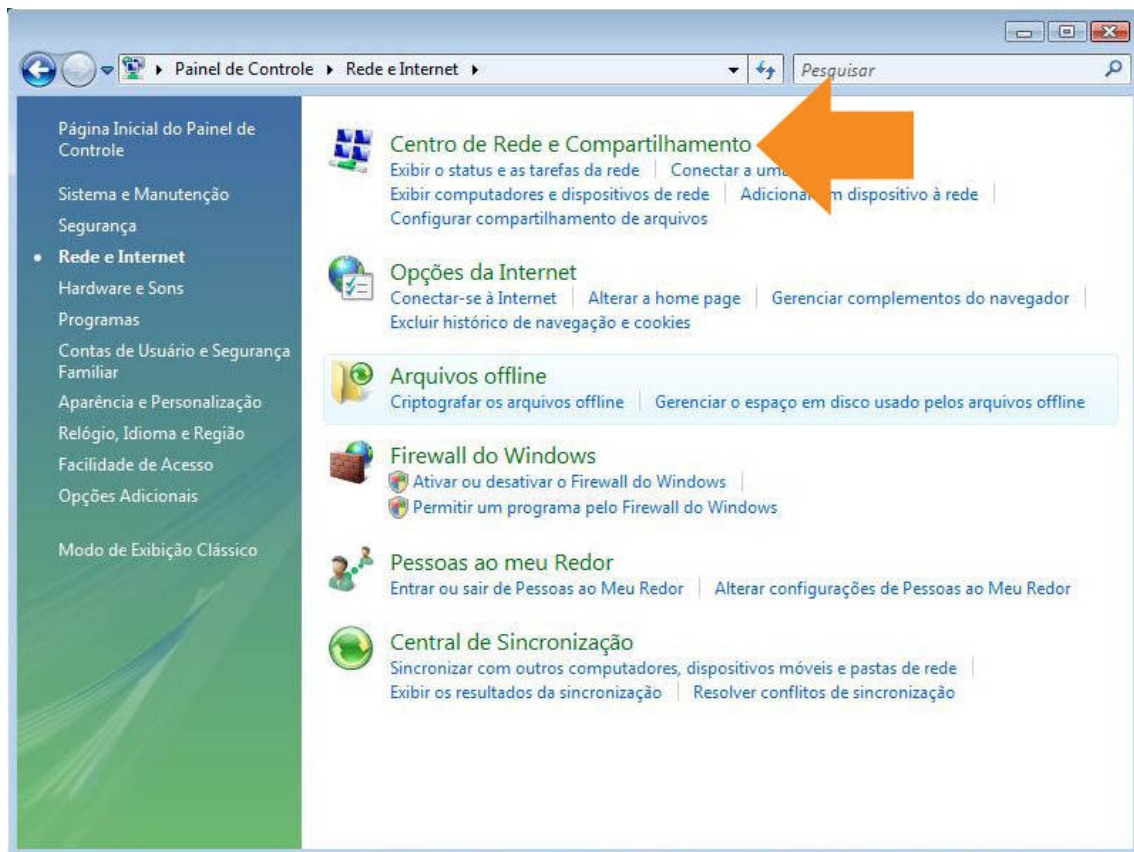 Painel de Controle Rede e Internet
Pesquisar
Página Inicial do Painel de
Controle
Sistema e Manutenção
Segurança
Rede e Internet
Hardware e Sons
Programas
Contas de Usuário e Segurança
Familiar
Aparência e Personalização
Relógio, Idioma e Região
Facilidade de Acesso
Opções Adicionais
Modo de Exibição Clássico
Centro de Rede e Compartilhamento
Exibir o status e as tarefas da rede Conectar a
Exibir computadores e dispositivos de rede dispositivo à rede
Configurar compartilhamento de arquivos
Opções da Internet
Conectar-se à Internet Alterar a home page Gerenciar complementos do navegador
Excluir histórico de navegação e cookies
Arquivos offline
Criptografar os arquivos offline Gerenciar o espaço em disco usado pelos arquivos offline
Firewall do Windows
Ativar ou desativar o Firewall do Windows
Permitir um programa pelo Firewall do Windows
Pessoas ao meu Redor
Entrar ou sair de Pessoas ao Meu Redor Alterar configurações de Pessoas ao Meu Redor
Central de Sincronização
Sincronizar com outros computadores, dispositivos móveis e pastas de rede
Exibir os resultados da sincronização Resolver conflitos de sincronização